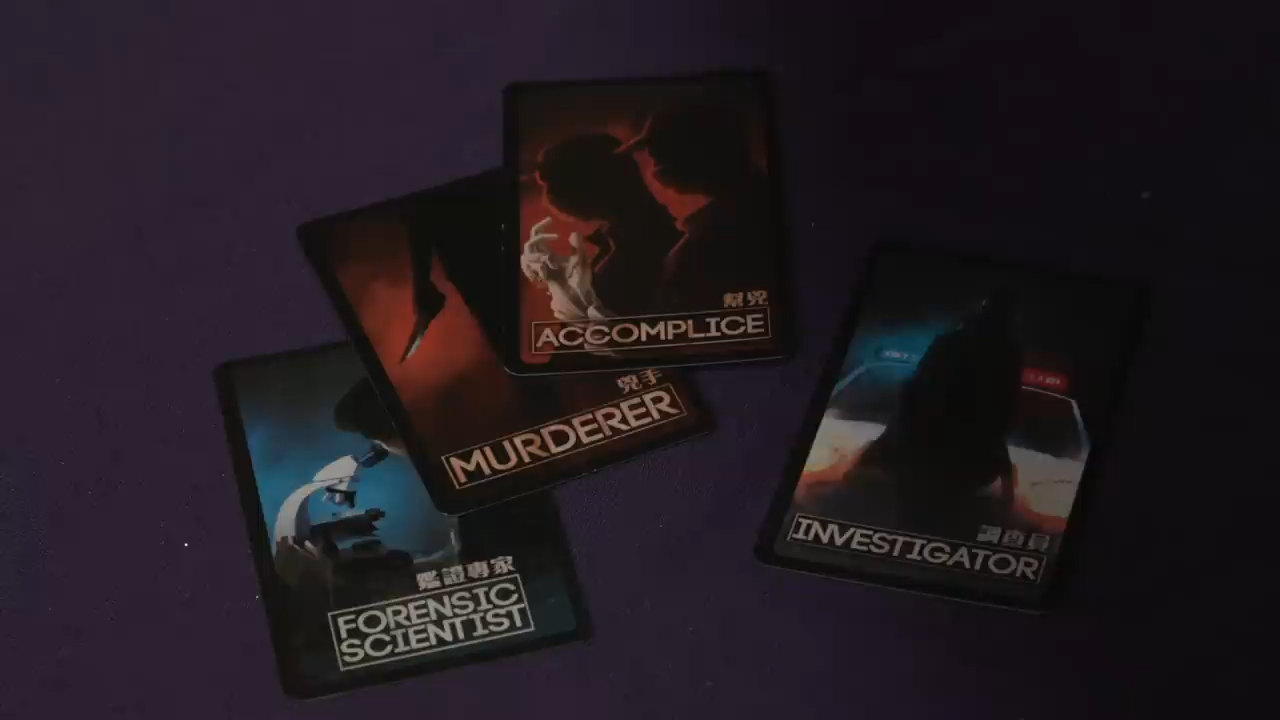 幫兇
ACCOMPLICE
兇手
MURDERER
鑑證專家
FORENSIC
SCIENTIST
調查員
INVESTIGATOR